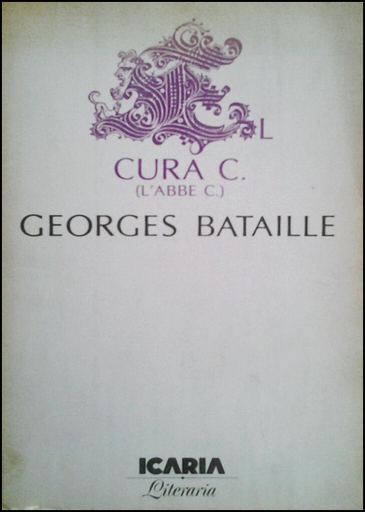 EL
CURA C.
(L'ABBE C.)
GEORGES BATAILLE
ICARIA
Literaria